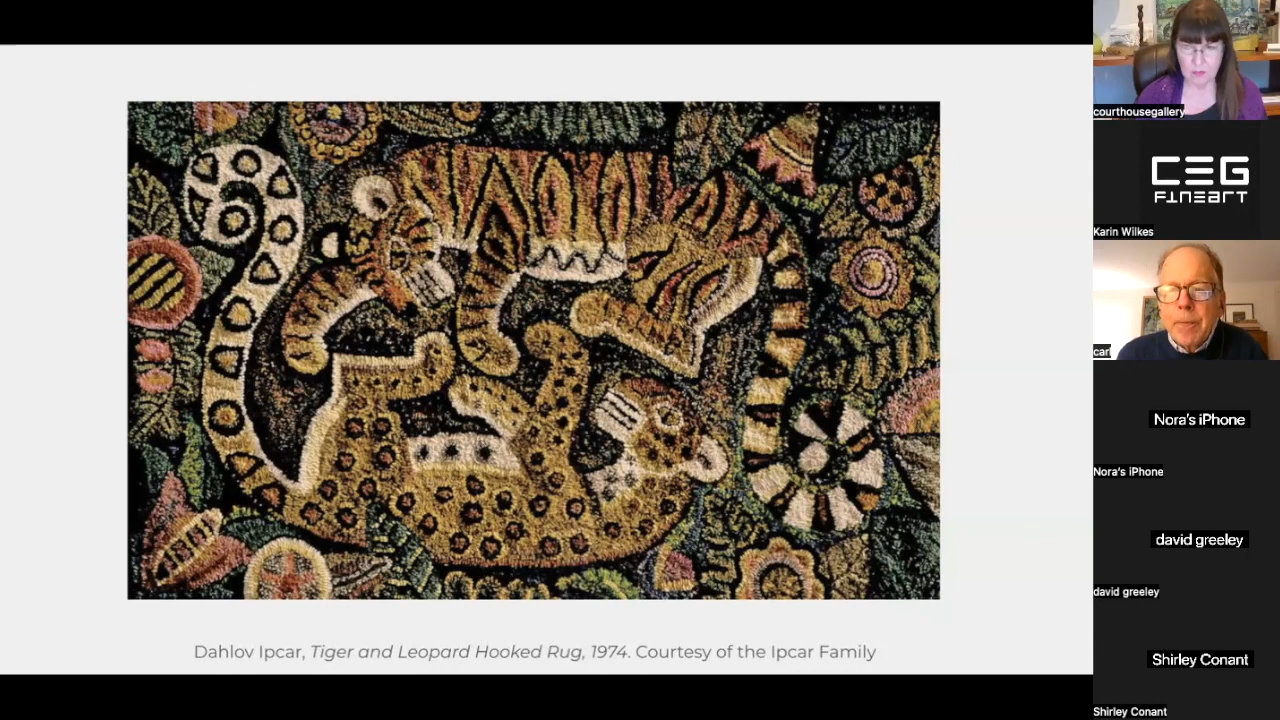 Dahlov Ipcar, Tiger and Leopard Hooked Rug, 1974. Courtesy of the Ipcar Family
courthousegallery
CEG
FINEART
Karin Wilkes
carl
Nora's iPhone
Nora's iPhone
david greeley
david greeley
Shirley Conant
Shirley Conant